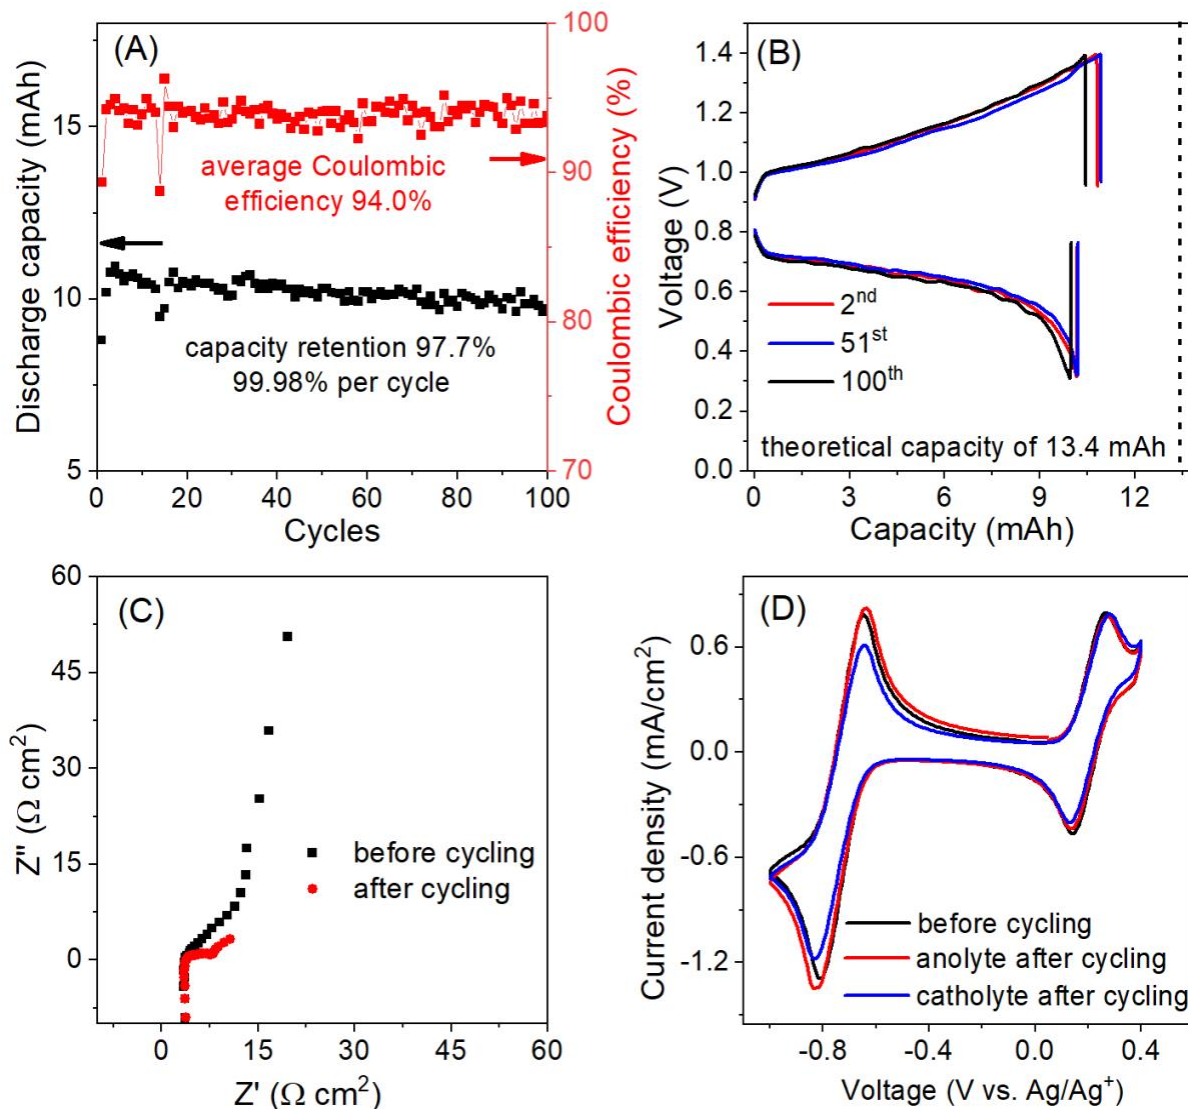 (A)
Discharge capacity (mAh)
15
10
5
100
90
80
70
Coulombic efficiency (%)
average Coulombic
efficiency 94.0%
capacity retention 97.7%
99.98% per cycle
0 20 40 60 80 100
Cycles
(B)
Voltage (V)
1.4
1.2
1.0
0.8
0.6
0.4
0.2
0.0
2nd
51st
100th
theoretical capacity of 13.4 mAh
0 3 6 9 12
Capacity (mAh)
(C)
Z" (Ω cm²)
60
45
30
15
0
before cycling
after cycling
0 15 30 45 60
Z' (Ω cm²)
(D)
Current density (mA/cm²)
0.6
0.0
-0.6
-1.2
before cycling
anolyte after cycling
catholyte after cycling
-0.8 -0.4 0.0 0.4
Voltage (V vs. Ag/Ag⁺)